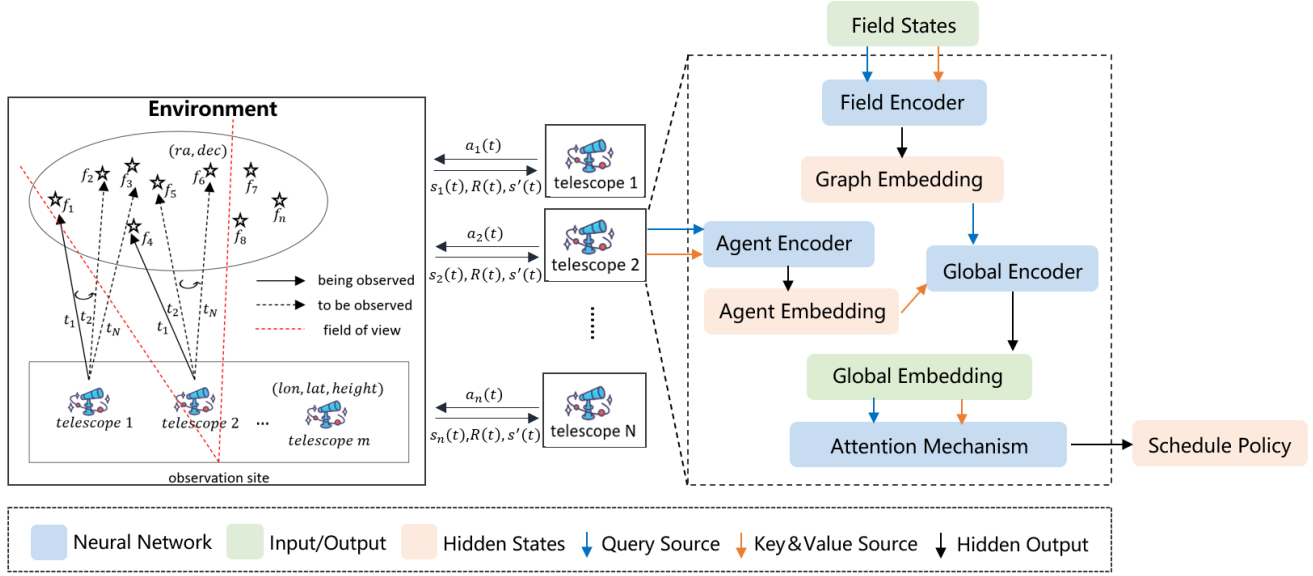 Environment
(ra, dec)
f₁
f₂
f₃
f₄
f₅
f₆
f₇
f₈
fₙ
being observed
to be observed
field of view
t₁
t₂
t_N
t₁
t₂
t_N
telescope 1
telescope 2
...
(lon, lat, height)
telescope m
observation site
a₁(t)
s₁(t), R(t), s′(t)
telescope 1
a₂(t)
s₂(t), R(t), s′(t)
telescope 2
aₙ(t)
sₙ(t), R(t), s′(t)
telescope N
Field States
Field Encoder
Graph Embedding
Agent Encoder
Global Encoder
Agent Embedding
Global Embedding
Attention Mechanism
Schedule Policy
Neural Network
Input/Output
Hidden States
Query Source
Key&Value Source
Hidden Output